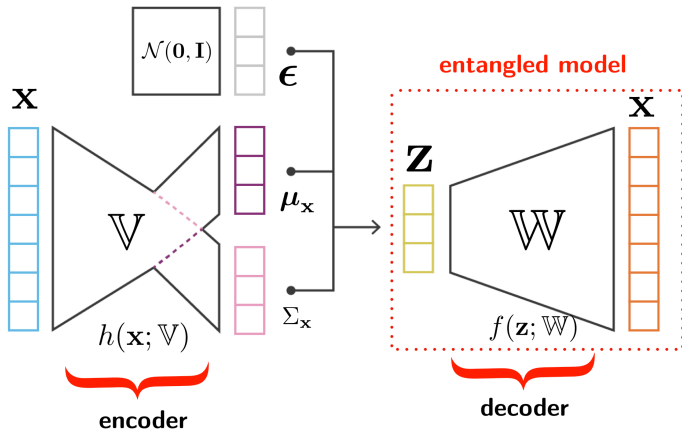 𝒩(𝟎, 𝐈)
ϵ
entangled model
x
x
z
μₓ
𝕍
𝕎
Σₓ
h(x; 𝕍)
f(z; 𝕎)
encoder
decoder